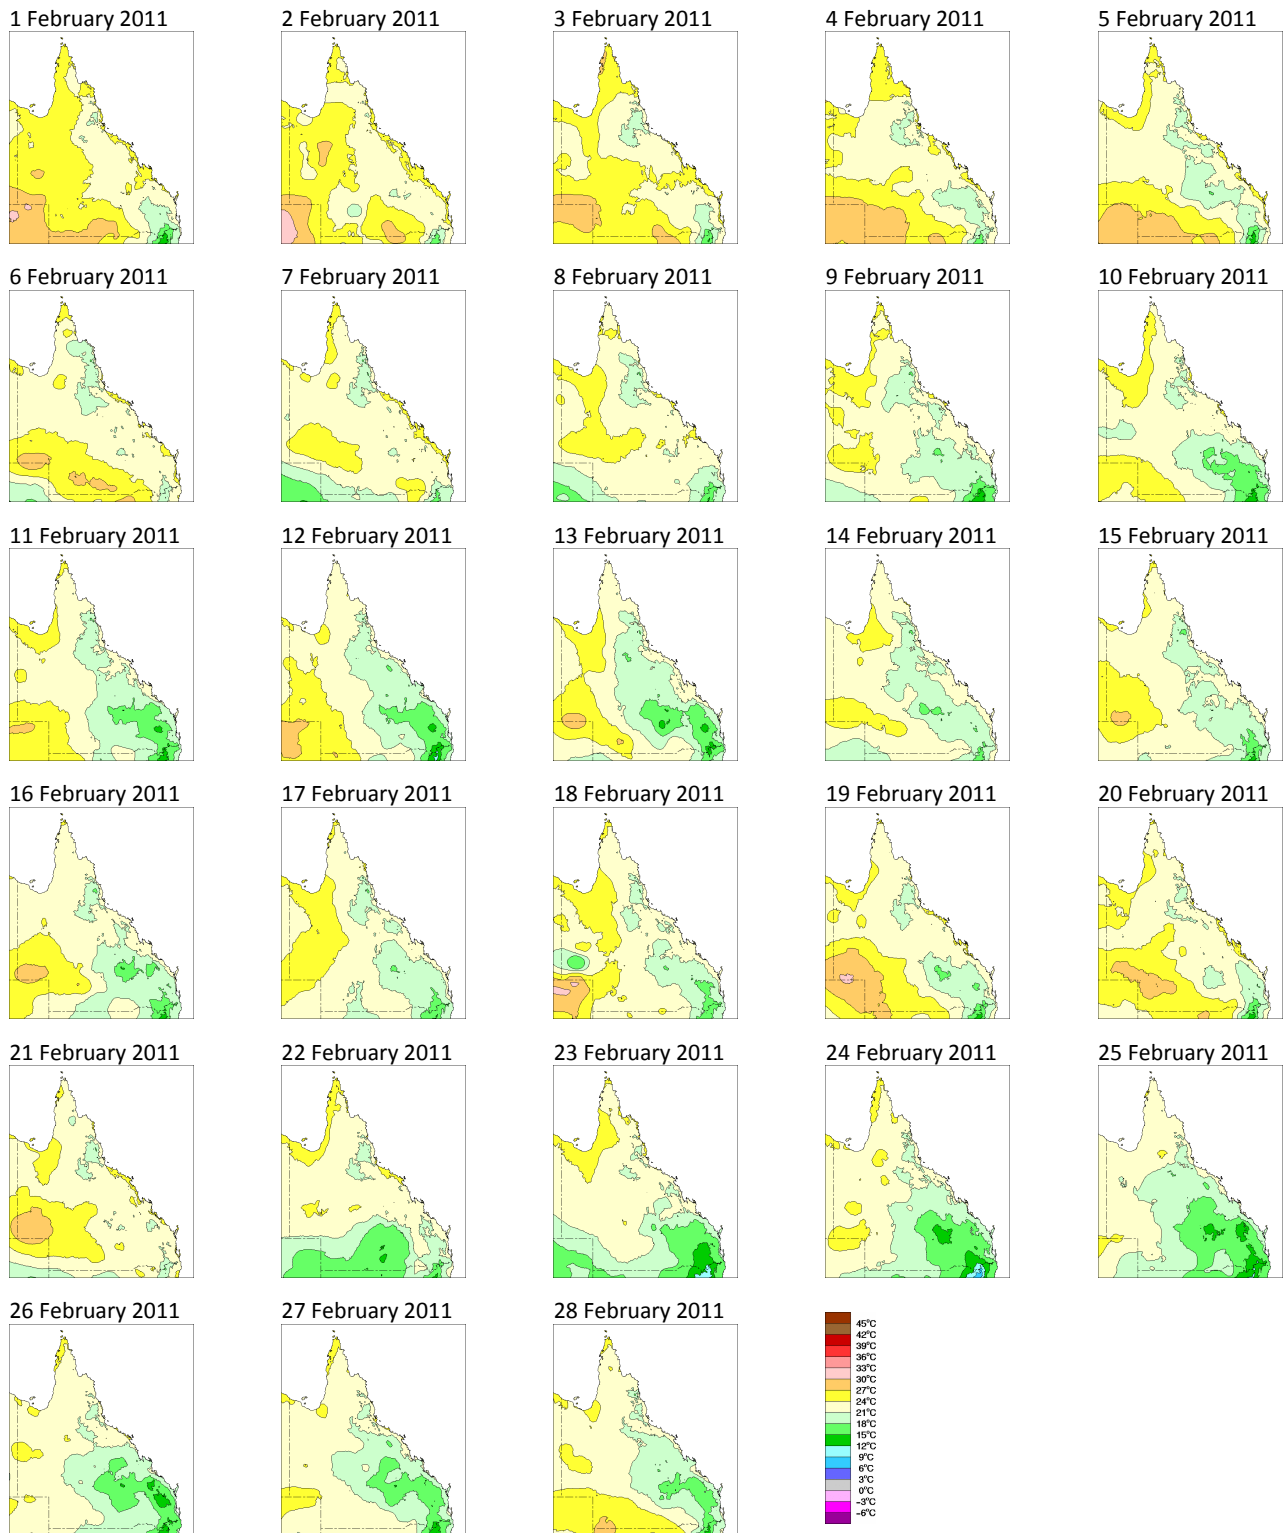 1 February 2011
2 February 2011
3 February 2011
4 February 2011
5 February 2011
6 February 2011
7 February 2011
8 February 2011
9 February 2011
10 February 2011
11 February 2011
12 February 2011
13 February 2011
14 February 2011
15 February 2011
16 February 2011
17 February 2011
18 February 2011
19 February 2011
20 February 2011
21 February 2011
22 February 2011
23 February 2011
24 February 2011
25 February 2011
26 February 2011
27 February 2011
28 February 2011
45°C
42°C
39°C
36°C
33°C
30°C
27°C
24°C
21°C
18°C
15°C
12°C
9°C
6°C
3°C
0°C
−3°C
−6°C